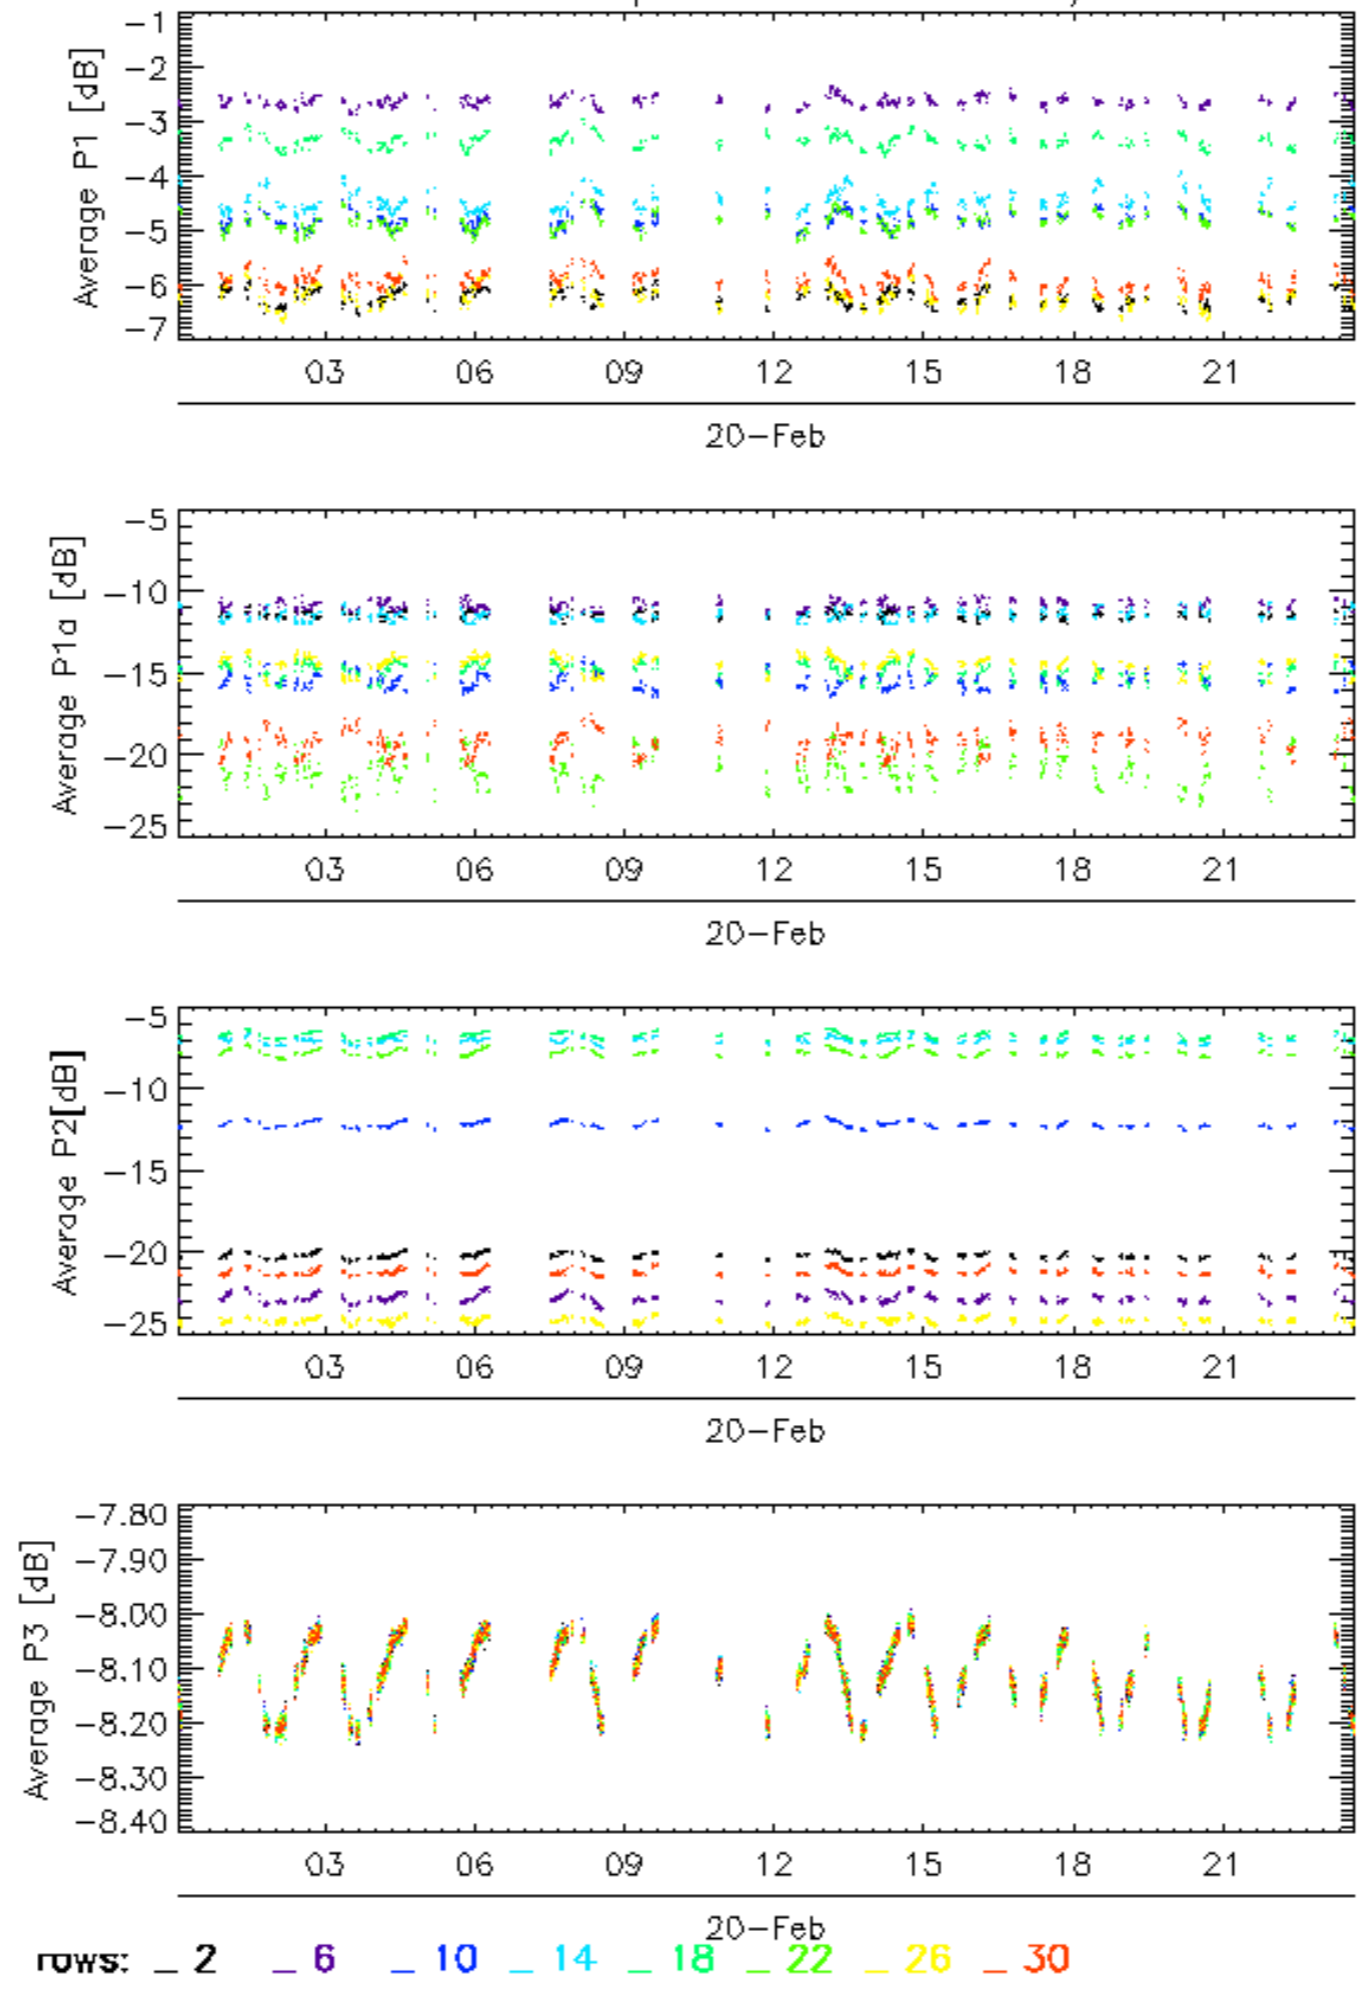 −1
−2
−3
−4
−5
−6
−7
Average P1 [dB]
03 06 09 12 15 18 21
20−Feb
−5
−10
−15
−20
−25
Average P1a [dB]
03 06 09 12 15 18 21
20−Feb
−5
−10
−15
−20
−25
Average P2[dB]
03 06 09 12 15 18 21
20−Feb
−7.80
−7.90
−8.00
−8.10
−8.20
−8.30
−8.40
Average P3 [dB]
03 06 09 12 15 18 21
20−Feb
rows: _ 2 _ 6 _ 10 _ 14 _ 18 _ 22 _ 26 _ 30